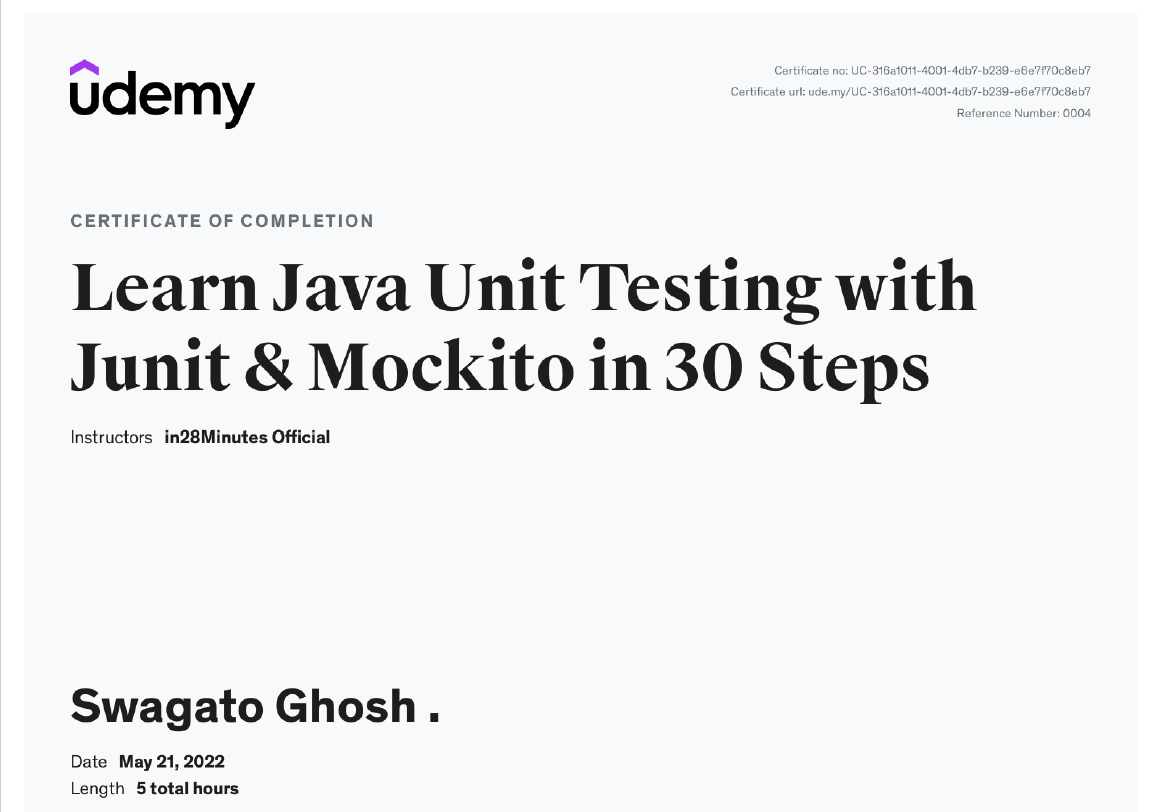 udemy
Certificate no: UC-316a1011-4001-4db7-b239-e6e7f70c8eb7
Certificate url: ude.my/UC-316a1011-4001-4db7-b239-e6e7f70c8eb7
Reference Number: 0004
CERTIFICATE OF COMPLETION
Learn Java Unit Testing with
Junit & Mockito in 30 Steps
Instructors in28Minutes Official
Swagato Ghosh .
Date May 21, 2022
Length 5 total hours